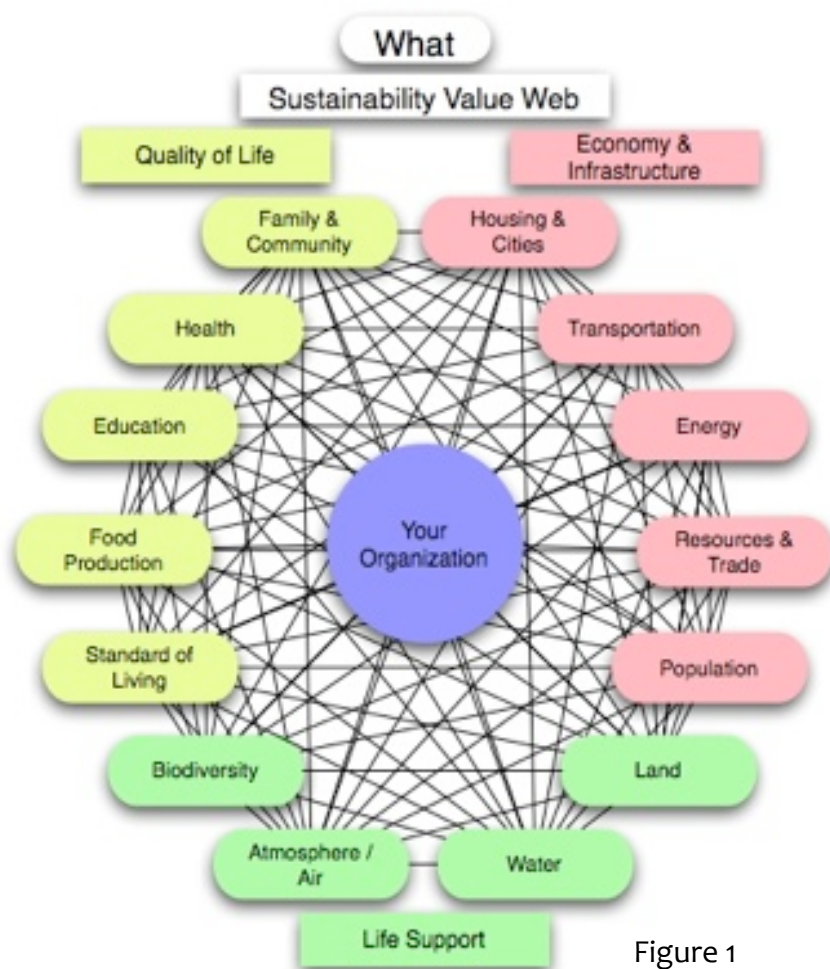 What
Sustainability Value Web
Quality of Life
Economy &
Infrastructure
Family &
Community
Housing &
Cities
Health
Transportation
Education
Energy
Food
Production
Your
Organization
Resources &
Trade
Standard of
Living
Population
Biodiversity
Land
Atmosphere /
Air
Water
Life Support
Figure 1